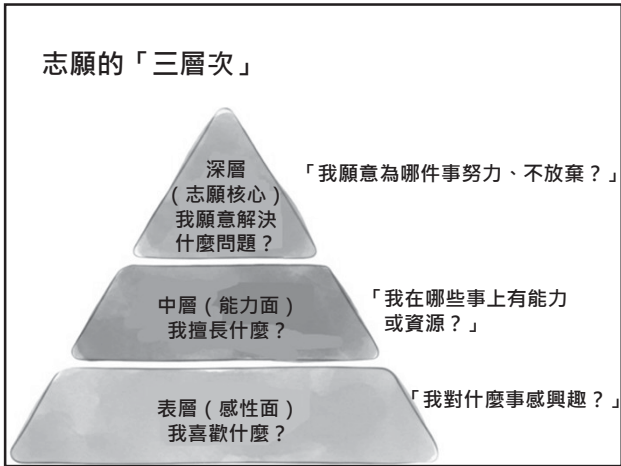 志願的「三層次」
深層
(志願核心)
我願意解決
什麼問題？
「我願意為哪件事努力、不放棄？」
中層(能力面)
我擅長什麼？
「我在哪些事上有能力
或資源？」
表層(感性面)
我喜歡什麼？
「我對什麼事感興趣？」